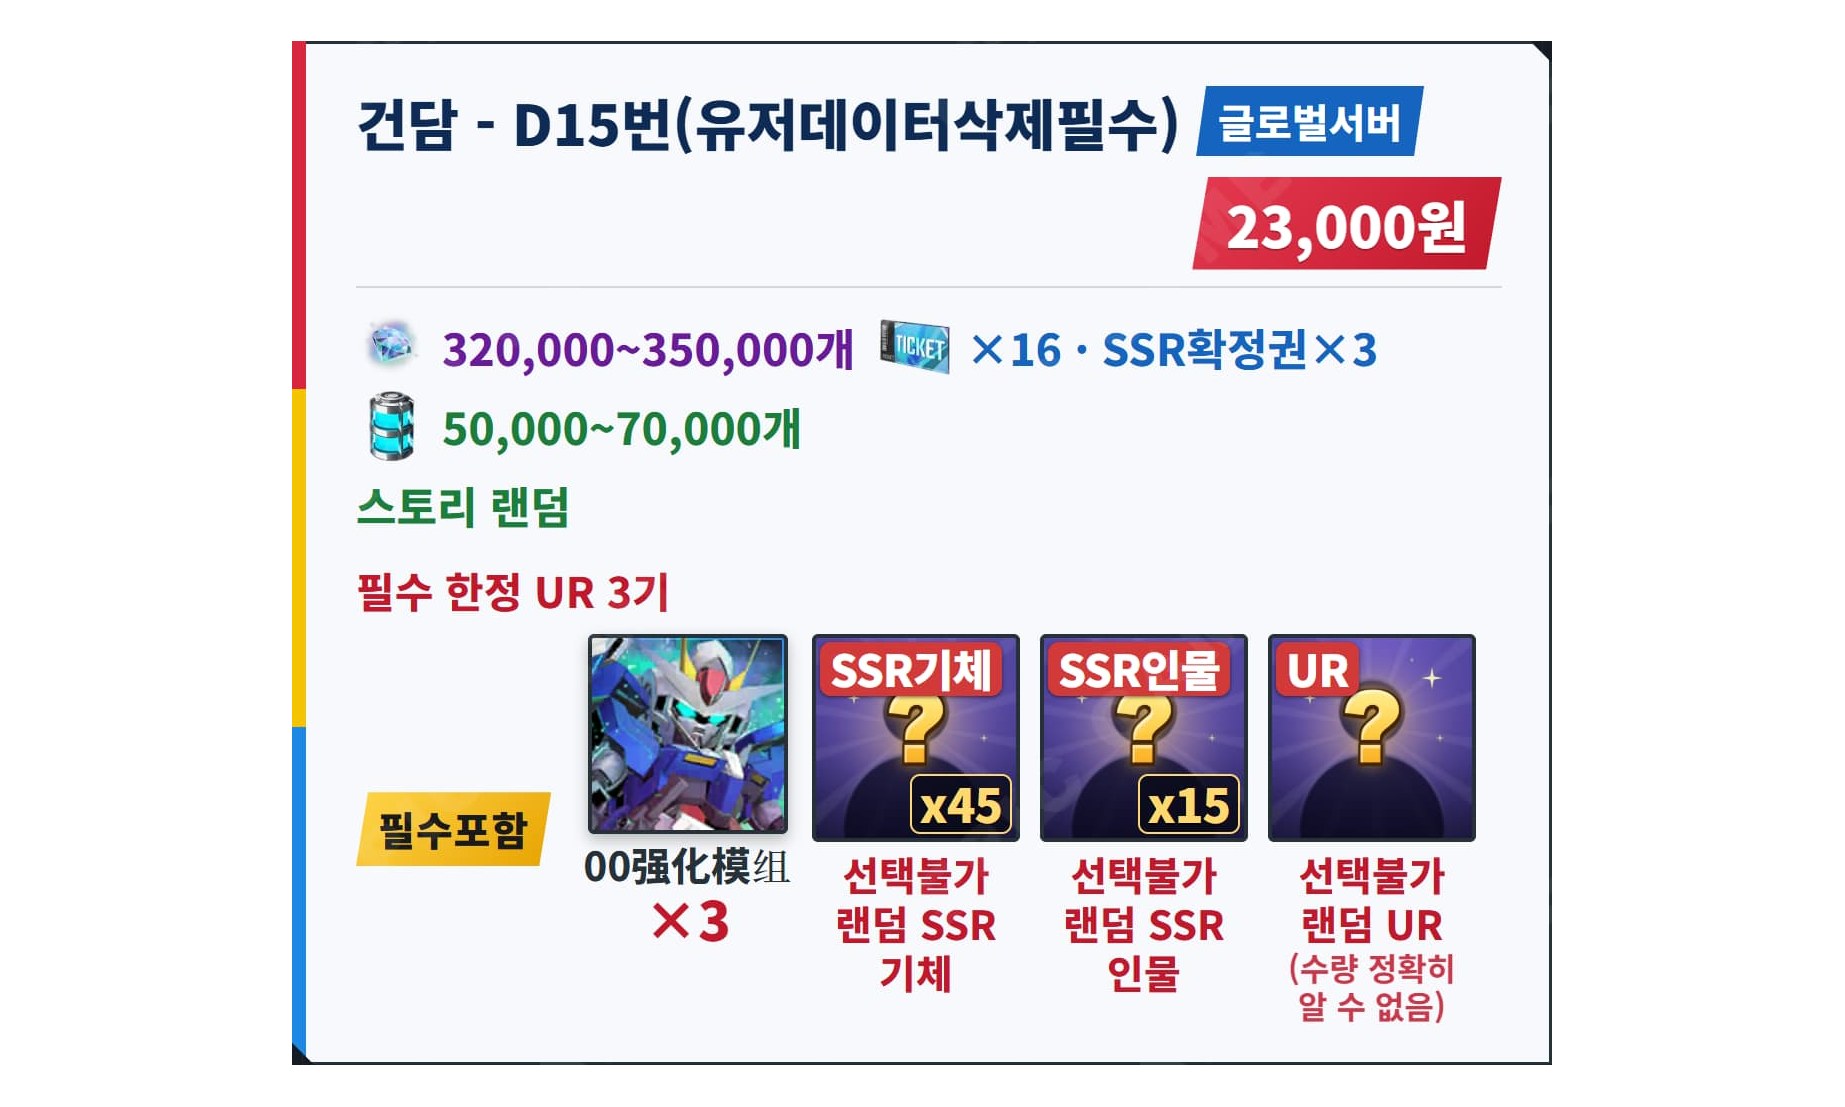 건담 - D15번(유저데이터삭제필수) 글로벌서버
23,000원
320,000~350,000개 TICKET ×16 · SSR확정권×3
50,000~70,000개
스토리 랜덤
필수 한정 UR 3기
필수포함
00强化模组
×3
SSR기체
x45
선택불가
랜덤 SSR
기체
SSR인물
x15
선택불가
랜덤 SSR
인물
UR
선택불가
랜덤 UR
(수량 정확히
알 수 없음)